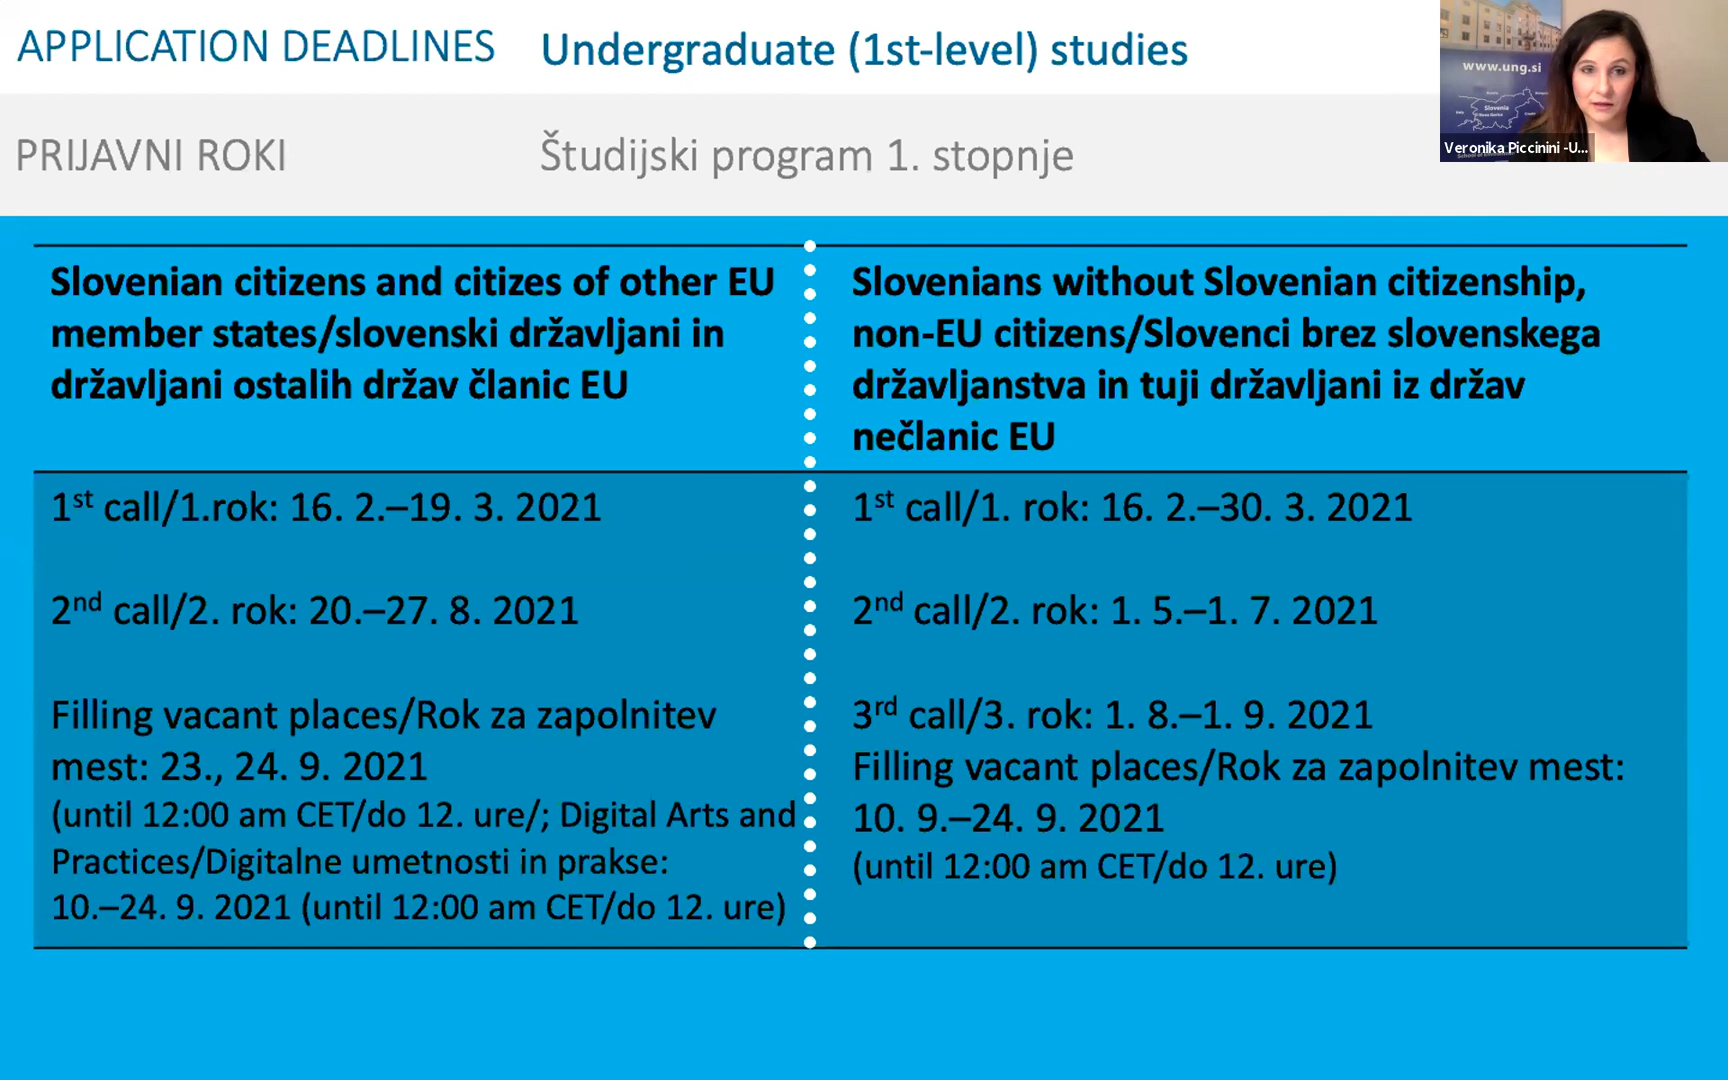 APPLICATION DEADLINES
Undergraduate (1st-level) studies
PRIJAVNI ROKI
Študijski program 1. stopnje
www.ung.si
Slovenia
Nova Gorica
Veronika Piccinini -U...
Slovenian citizens and citizes of other EU
member states/slovenski državljani in
državljani ostalih držav članic EU
Slovenians without Slovenian citizenship,
non-EU citizens/Slovenci brez slovenskega
državljanstva in tuji državljani iz držav
nečlanic EU
1st call/1.rok: 16. 2.–19. 3. 2021
2nd call/2. rok: 20.–27. 8. 2021
Filling vacant places/Rok za zapolnitev
mest: 23., 24. 9. 2021
(until 12:00 am CET/do 12. ure/; Digital Arts and
Practices/Digitalne umetnosti in prakse:
10.–24. 9. 2021 (until 12:00 am CET/do 12. ure)
1st call/1. rok: 16. 2.–30. 3. 2021
2nd call/2. rok: 1. 5.–1. 7. 2021
3rd call/3. rok: 1. 8.–1. 9. 2021
Filling vacant places/Rok za zapolnitev mest:
10. 9.–24. 9. 2021
(until 12:00 am CET/do 12. ure)